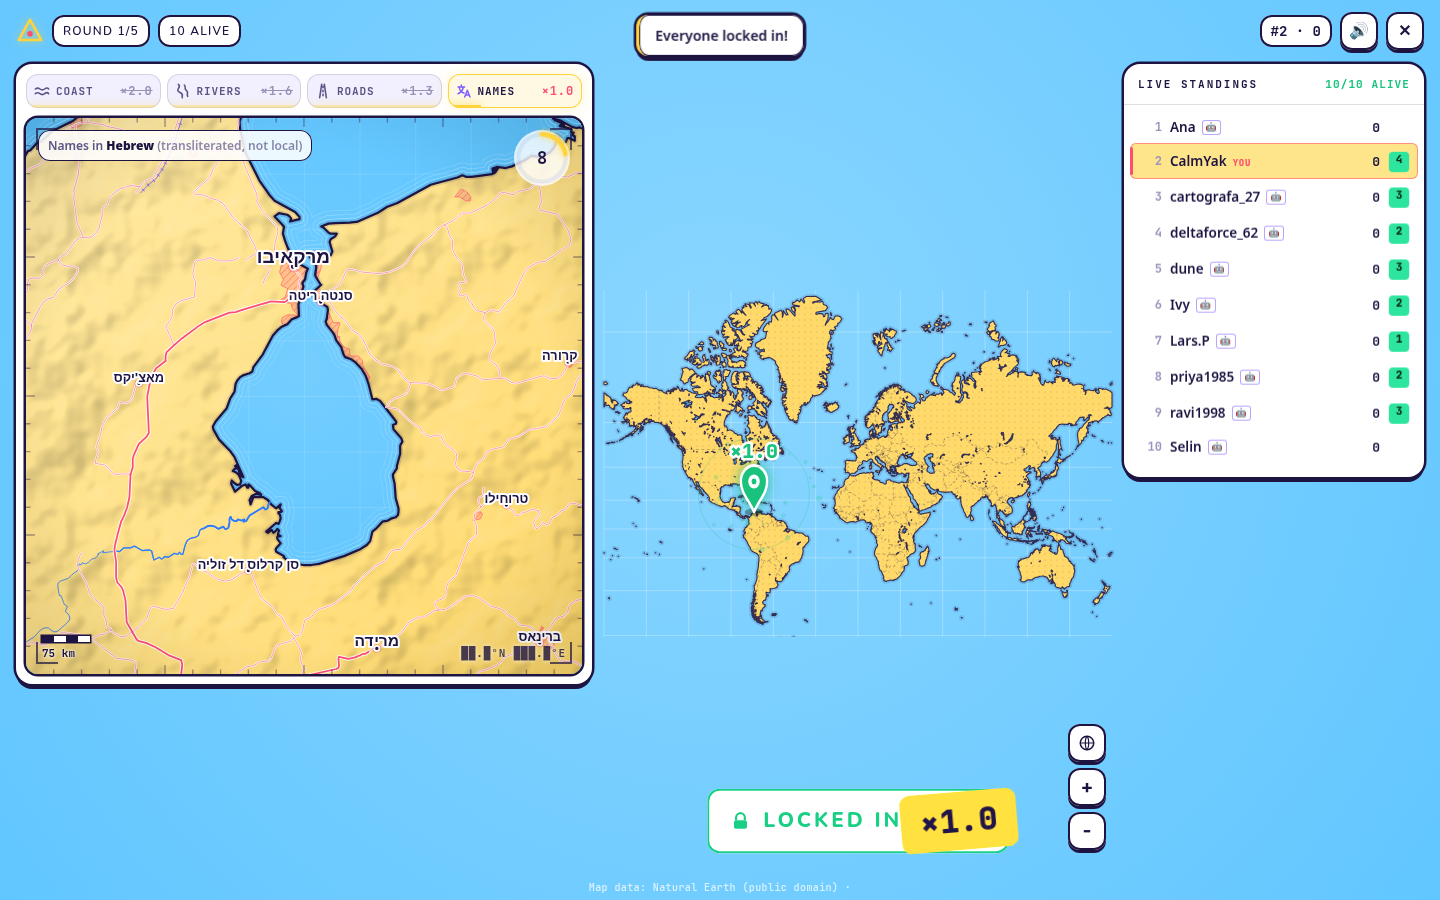 ROUND 1/5
10 ALIVE
Everyone locked in!
#2 · 0
COAST ×2.0
RIVERS ×1.6
ROADS ×1.3
NAMES ×1.0
Names in Hebrew (transliterated, not local)
8
מרקאיבו
סנטה ריטה
קרורה
מאצ'יקס
טרוחילו
סן קרלוס דל זוליה
מרידה
ברינאס
75 km
°N
°E
×1.0
LIVE STANDINGS 10/10 ALIVE
1 Ana 0
2 CalmYak YOU 0 4
3 cartografa_27 0 3
4 deltaforce_62 0 2
5 dune 0 3
6 Ivy 0 2
7 Lars.P 0 1
8 priya1985 0 2
9 ravi1998 0 3
10 Selin 0
+
-
LOCKED IN ×1.0
Map data: Natural Earth (public domain) ·